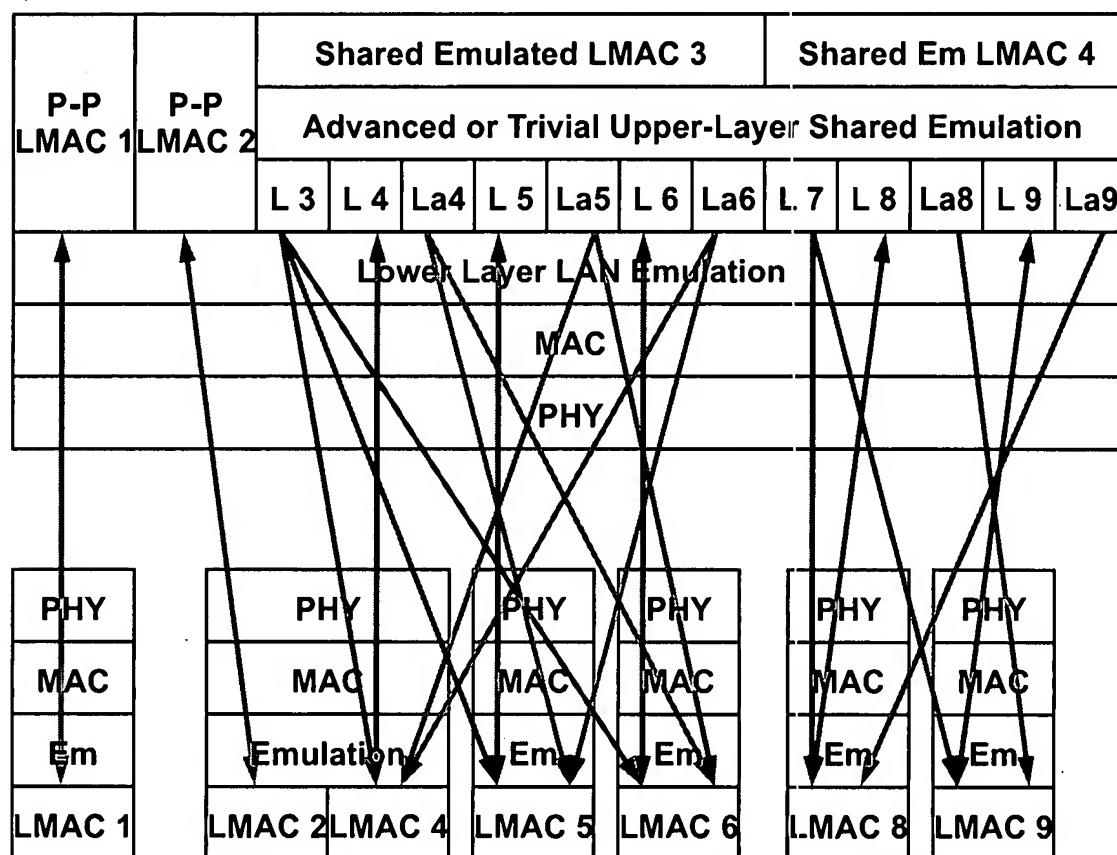 Shared Emulated LMAC 3
Shared Em LMAC 4
P-P
LMAC 1
P-P
LMAC 2
Advanced or Trivial Upper-Layer Shared Emulation
L 3
L 4
La4
L 5
La5
L 6
La6
L 7
L 8
La8
L 9
La9
Lower Layer LAN Emulation
MAC
PHY
PHY
PHY
PHY
PHY
PHY
PHY
MAC
MAC
MAC
MAC
MAC
MAC
Em
Emulation
Em
Em
Em
Em
LMAC 1
LMAC 2
LMAC 4
LMAC 5
LMAC 6
LMAC 8
LMAC 9